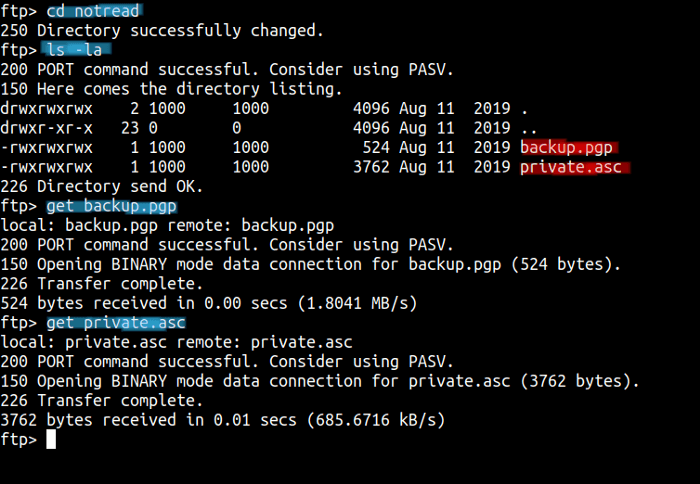 ftp> cd notread
250 Directory successfully changed.
ftp> ls -la
200 PORT command successful. Consider using PASV.
150 Here comes the directory listing.
drwxrwxrwx    2 1000     1000         4096 Aug 11  2019 .
drwxr-xr-x   23 0        0            4096 Aug 11  2019 ..
-rwxrwxrwx    1 1000     1000          524 Aug 11  2019 backup.pgp
-rwxrwxrwx    1 1000     1000         3762 Aug 11  2019 private.asc
226 Directory send OK.
ftp> get backup.pgp
local: backup.pgp remote: backup.pgp
200 PORT command successful. Consider using PASV.
150 Opening BINARY mode data connection for backup.pgp (524 bytes).
226 Transfer complete.
524 bytes received in 0.00 secs (1.8041 MB/s)
ftp> get private.asc
local: private.asc remote: private.asc
200 PORT command successful. Consider using PASV.
150 Opening BINARY mode data connection for private.asc (3762 bytes).
226 Transfer complete.
3762 bytes received in 0.01 secs (685.6716 kB/s)
ftp>